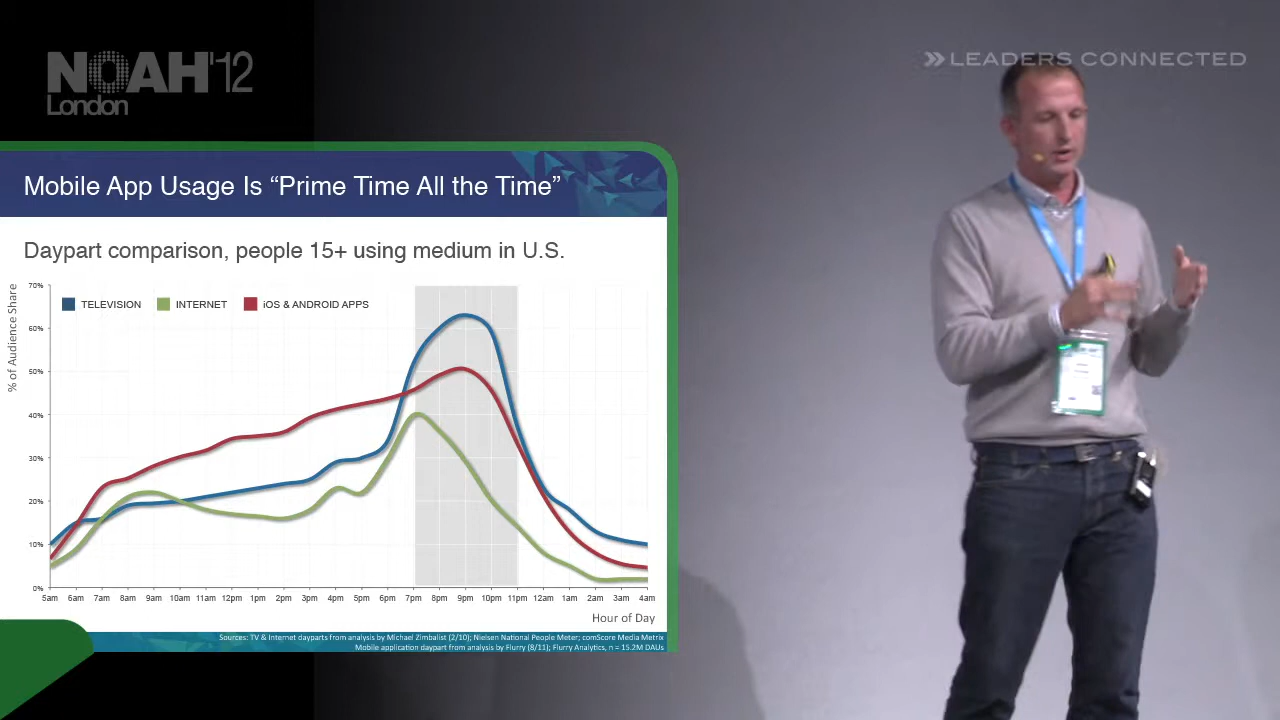 NOAH'12
London
LEADERS CONNECTED
Mobile App Usage Is “Prime Time All the Time”
Daypart comparison, people 15+ using medium in U.S.
% of Audience Share
70%
60%
50%
40%
30%
20%
10%
0%
TELEVISION
INTERNET
iOS & ANDROID APPS
5am 6am 7am 8am 9am 10am 11am 12pm 1pm 2pm 3pm 4pm 5pm 6pm 7pm 8pm 9pm 10pm 11pm 12am 1am 2am 3am 4am
Hour of Day
Sources: TV & Internet dayparts from analysis by Michael Zimbalist (2/10); Nielsen National People Meter; comScore Media Metrix
Mobile application daypart from analysis by Flurry (8/11); Flurry Analytics, n = 15.2M DAUs